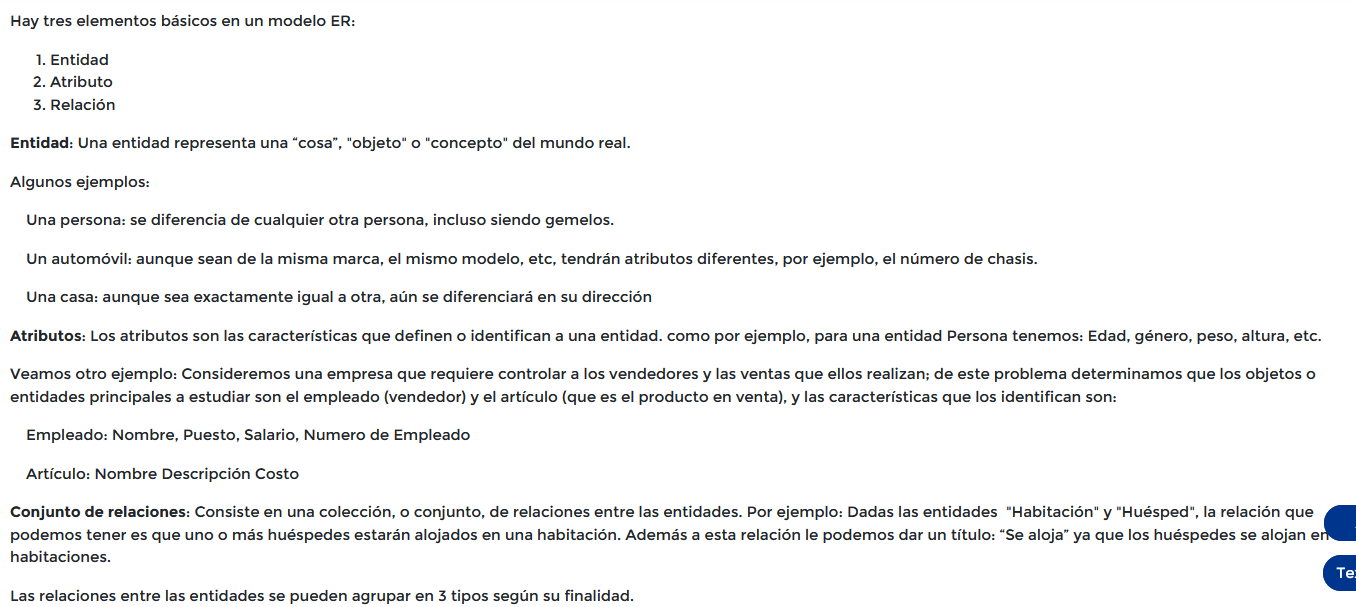 Hay tres elementos básicos en un modelo ER:
1. Entidad
2. Atributo
3. Relación
Entidad: Una entidad representa una “cosa”, "objeto" o "concepto" del mundo real.
Algunos ejemplos:
Una persona: se diferencia de cualquier otra persona, incluso siendo gemelos.
Un automóvil: aunque sean de la misma marca, el mismo modelo, etc, tendrán atributos diferentes, por ejemplo, el número de chasis.
Una casa: aunque sea exactamente igual a otra, aún se diferenciará en su dirección
Atributos: Los atributos son las características que definen o identifican a una entidad. como por ejemplo, para una entidad Persona tenemos: Edad, género, peso, altura, etc.
Veamos otro ejemplo: Consideremos una empresa que requiere controlar a los vendedores y las ventas que ellos realizan; de este problema determinamos que los objetos o
entidades principales a estudiar son el empleado (vendedor) y el artículo (que es el producto en venta), y las características que los identifican son:
Empleado: Nombre, Puesto, Salario, Numero de Empleado
Artículo: Nombre Descripción Costo
Conjunto de relaciones: Consiste en una colección, o conjunto, de relaciones entre las entidades. Por ejemplo: Dadas las entidades "Habitación" y "Huésped", la relación que
podemos tener es que uno o más huéspedes estarán alojados en una habitación. Además a esta relación le podemos dar un título: “Se aloja” ya que los huéspedes se alojan en
habitaciones.
Las relaciones entre las entidades se pueden agrupar en 3 tipos según su finalidad.